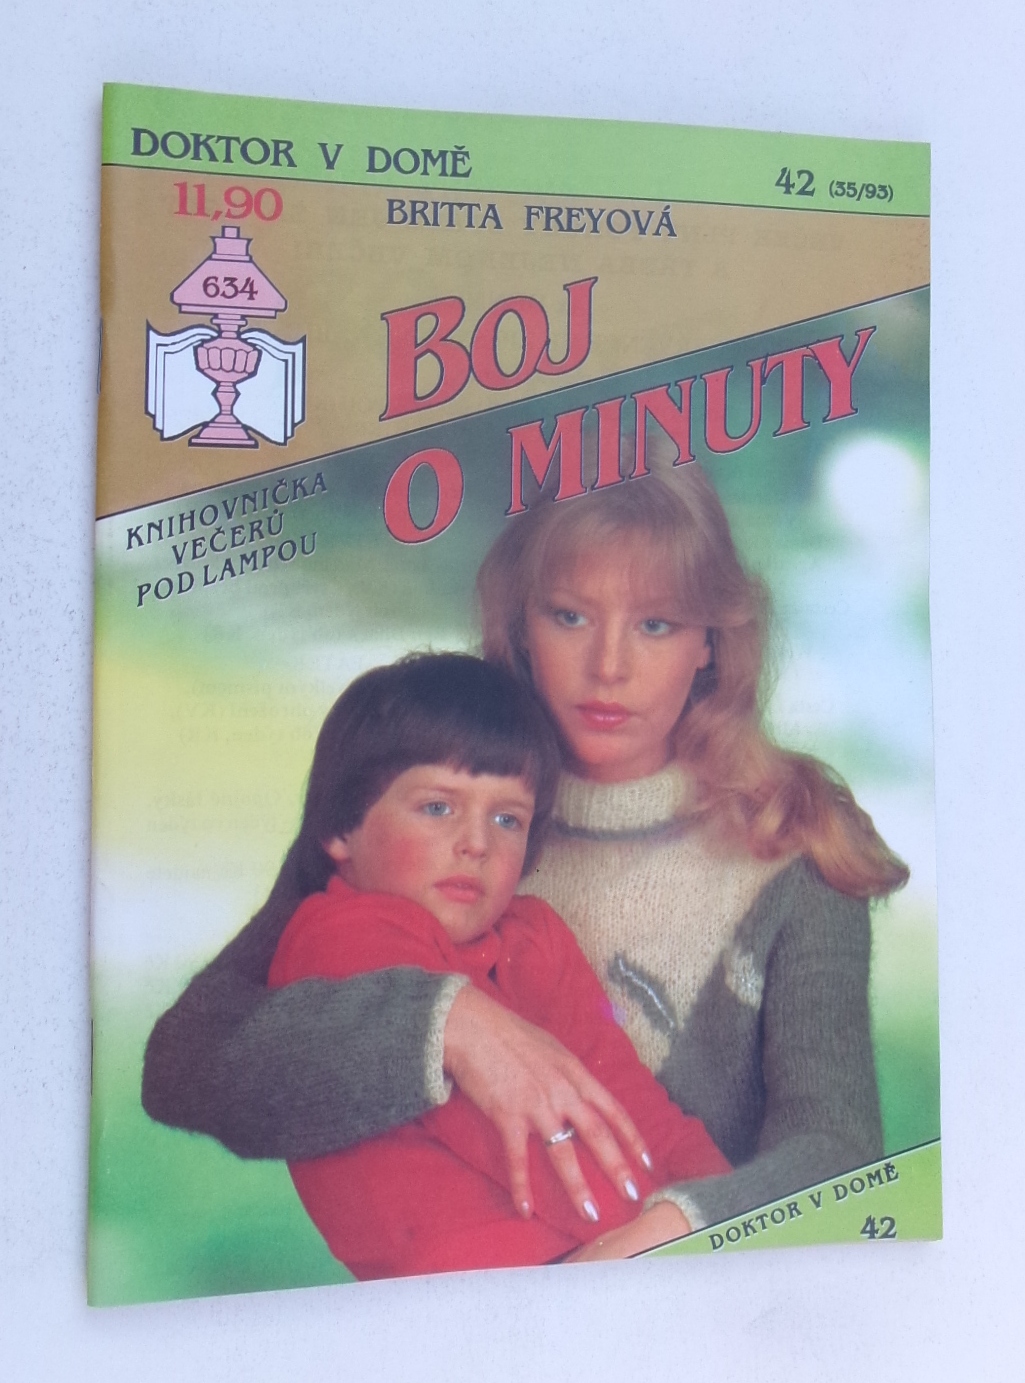 DOKTOR V DOMĚ
42 (35/93)
11,90
BRITTA FREYOVÁ
634
BOJ
O MINUTY
KNIHOVNIČKA
VEČERŮ
POD LAMPOU
DOKTOR V DOMĚ
42